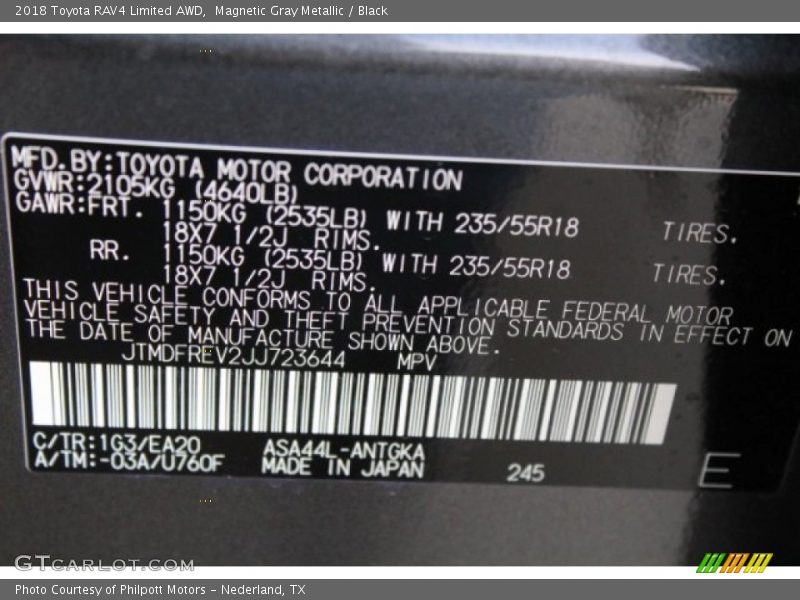 2018 Toyota RAV4 Limited AWD,  Magnetic Gray Metallic / Black
MFD.BY:TOYOTA MOTOR CORPORATION
GVWR:2105KG (4640LB)
GAWR:FRT. 1150KG (2535LB) WITH 235/55R18 TIRES.
18X7 1/2J RIMS.
RR. 1150KG (2535LB) WITH 235/55R18 TIRES.
18X7 1/2J RIMS.
THIS VEHICLE CONFORMS TO ALL APPLICABLE FEDERAL MOTOR
VEHICLE SAFETY AND THEFT PREVENTION STANDARDS IN EFFECT ON
THE DATE OF MANUFACTURE SHOWN ABOVE.
JTMDFREV2JJ723644 MPV
C/TR:1G3/EA20 ASA44L-ANTGKA
A/TM:-03A/U760F MADE IN JAPAN 245 E
GTCARLOT.COM
Photo Courtesy of Philpott Motors - Nederland, TX